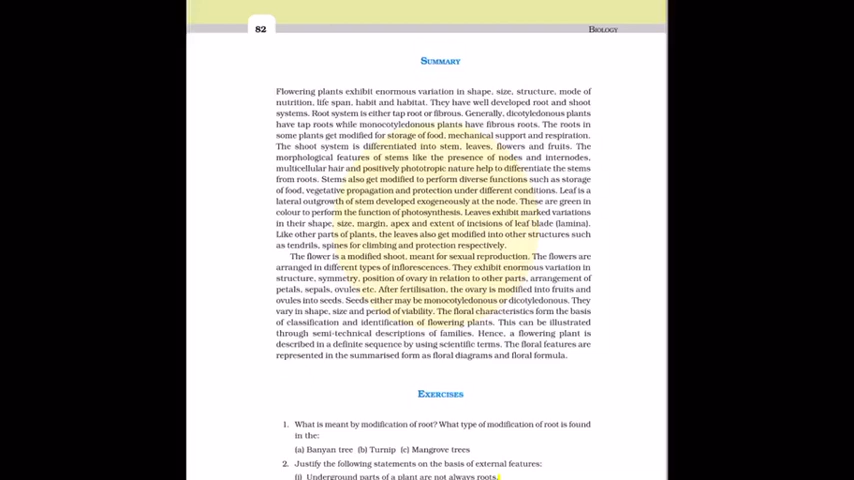 82
BIOLOGY
SUMMARY
Flowering plants exhibit enormous variation in shape, size, structure, mode of
nutrition, life span, habit and habitat. They have well developed root and shoot
systems. Root system is either tap root or fibrous. Generally, dicotyledonous plants
have tap roots while monocotyledonous plants have fibrous roots. The roots in
some plants get modified for storage of food, mechanical support and respiration.
The shoot system is differentiated into stem, leaves, flowers and fruits. The
morphological features of stems like the presence of nodes and internodes,
multicellular hair and positively phototropic nature help to differentiate the stems
from roots. Stems also get modified to perform diverse functions such as storage
of food, vegetative propagation and protection under different conditions. Leaf is a
lateral outgrowth of stem developed exogeneously at the node. These are green in
colour to perform the function of photosynthesis. Leaves exhibit marked variations
in their shape, size, margin, apex and extent of incisions of leaf blade (lamina).
Like other parts of plants, the leaves also get modified into other structures such
as tendrils, spines for climbing and protection respectively.
The flower is a modified shoot, meant for sexual reproduction. The flowers are
arranged in different types of inflorescences. They exhibit enormous variation in
structure, symmetry, position of ovary in relation to other parts, arrangement of
petals, sepals, ovules etc. After fertilisation, the ovary is modified into fruits and
ovules into seeds. Seeds either may be monocotyledonous or dicotyledonous. They
vary in shape, size and period of viability. The floral characteristics form the basis
of classification and identification of flowering plants. This can be illustrated
through semi-technical descriptions of families. Hence, a flowering plant is
described in a definite sequence by using scientific terms. The floral features are
represented in the summarised form as floral diagrams and floral formula.
EXERCISES
1. What is meant by modification of root? What type of modification of root is found
in the:
(a) Banyan tree (b) Turnip (c) Mangrove trees
2. Justify the following statements on the basis of external features:
(i) Underground parts of a plant are not always roots.